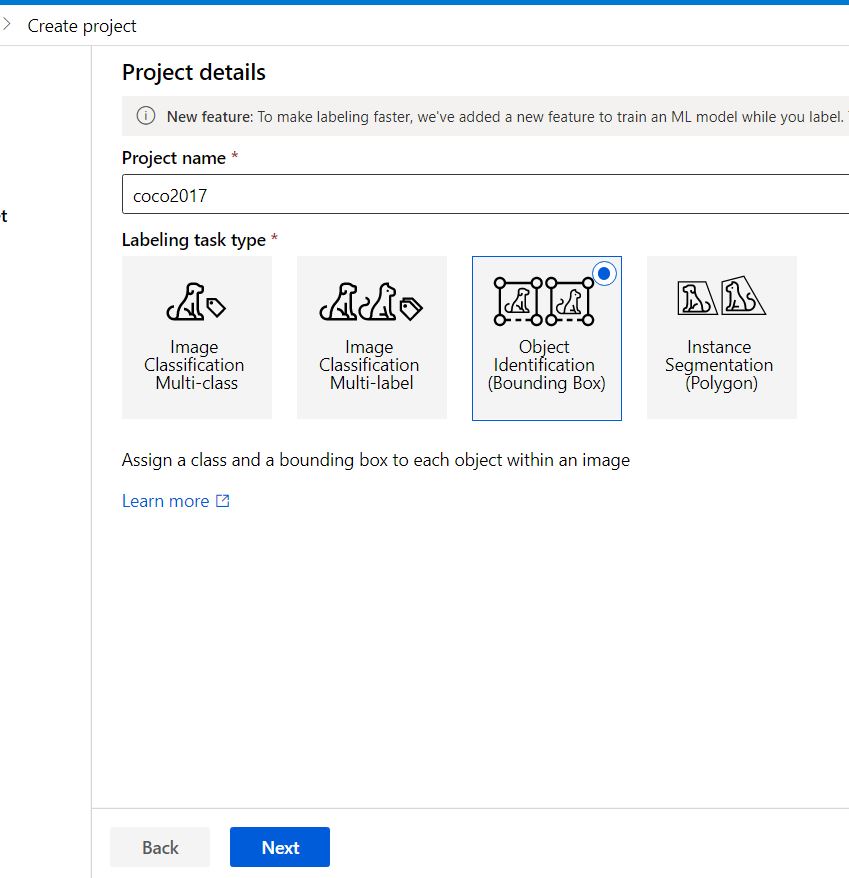 Create project
Project details
New feature: To make labeling faster, we've added a new feature to train an ML model while you label.
Project name *
coco2017
Labeling task type *
Image
Classification
Multi-class
Image
Classification
Multi-label
Object
Identification
(Bounding Box)
Instance
Segmentation
(Polygon)
Assign a class and a bounding box to each object within an image
Learn more
Back
Next